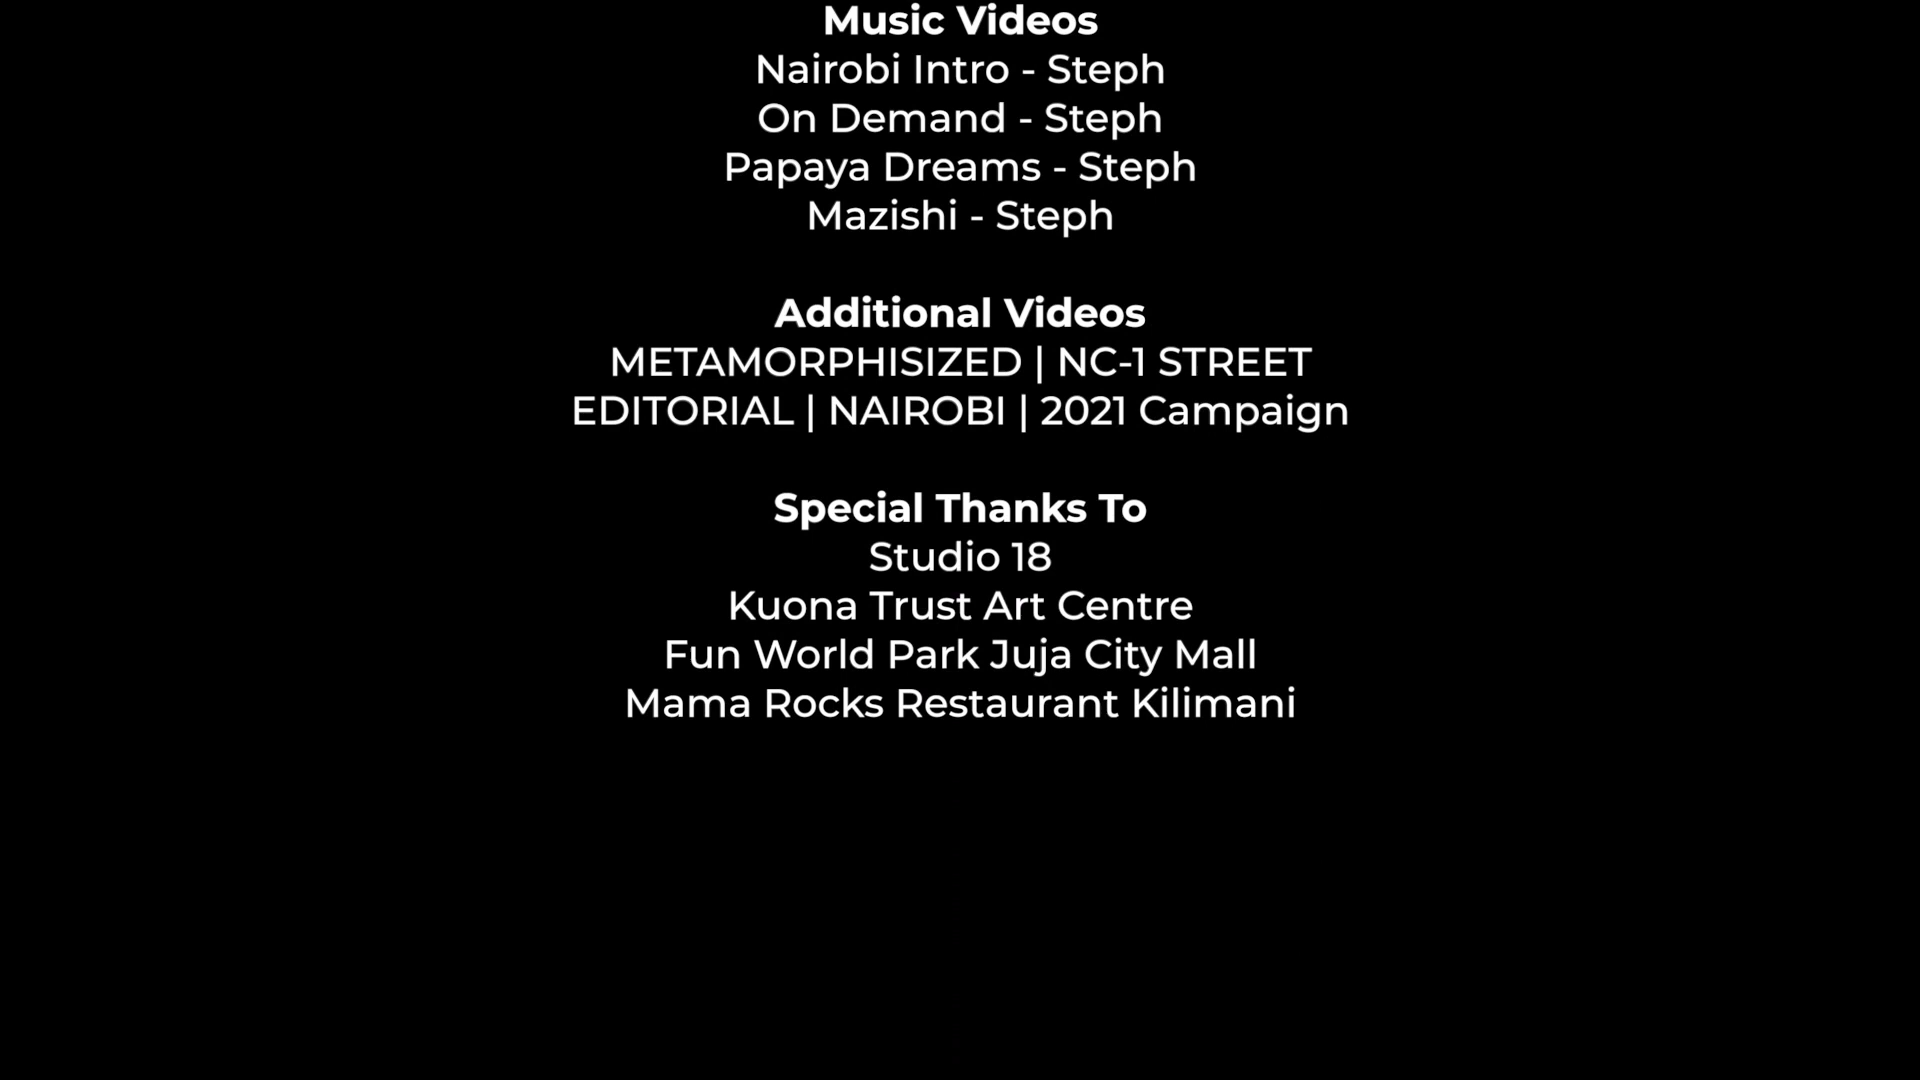 Music Videos
Nairobi Intro - Steph
On Demand - Steph
Papaya Dreams - Steph
Mazishi - Steph
Additional Videos
METAMORPHISIZED | NC-1 STREET
EDITORIAL | NAIROBI | 2021 Campaign
Special Thanks To
Studio 18
Kuona Trust Art Centre
Fun World Park Juja City Mall
Mama Rocks Restaurant Kilimani